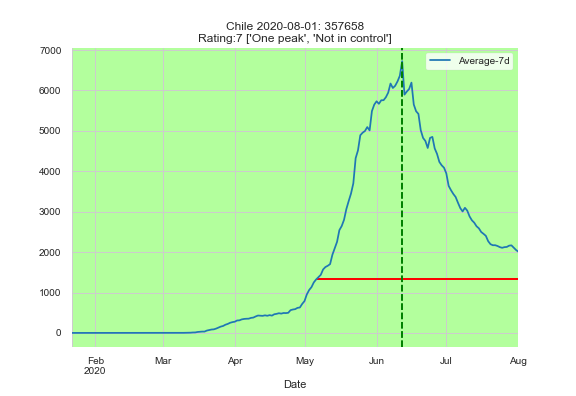 Chile 2020-08-01: 357658
Rating:7 ['One peak', 'Not in control']
Average-7d
7000
6000
5000
4000
3000
2000
1000
0
Feb
2020
Mar
Apr
May
Jun
Jul
Aug
Date